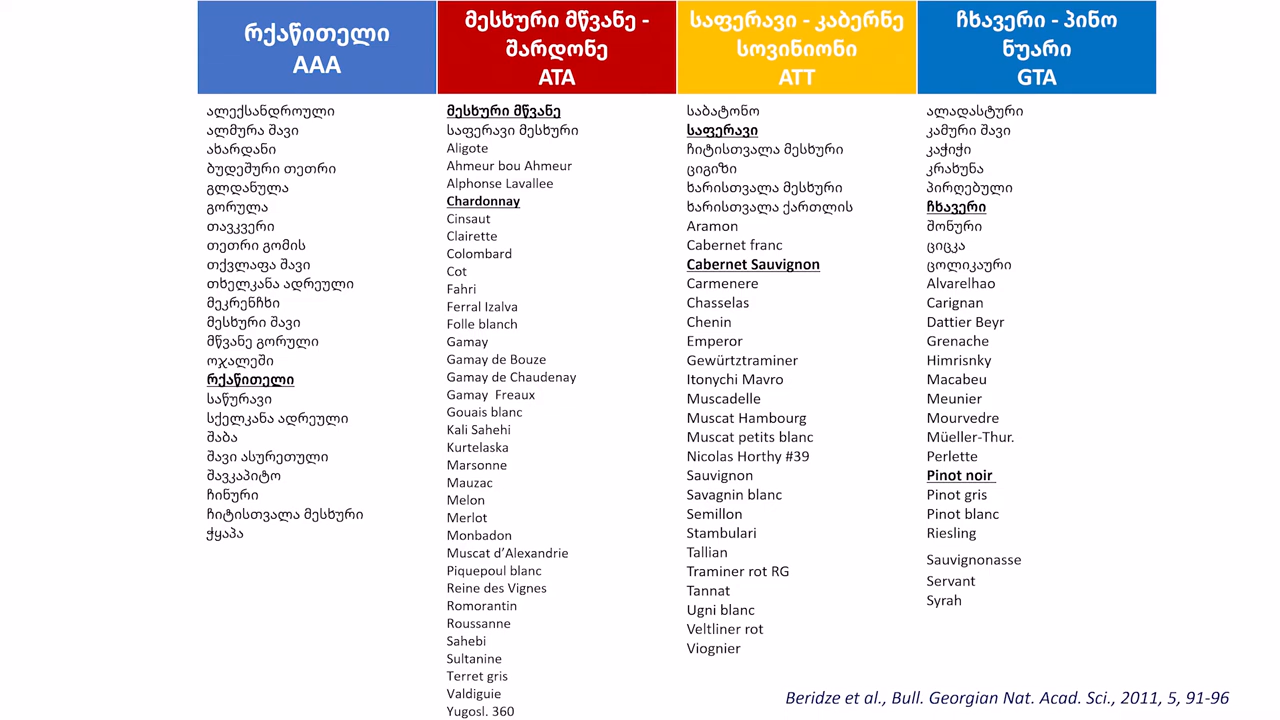 რქაწითელი
AAA
ალექსანდროული
ალმურა შავი
ახარდანი
ბუდეშური თეთრი
გლდანულა
გორულა
თავკვერი
თეთრი გომის
თქვლაფა შავი
თხელკანა ადრეული
მეკრენჩხი
მესხური შავი
მწვანე გორული
ოჯალეში
რქაწითელი
საწურავი
სქელკანა ადრეული
შაბა
შავი ასურეთული
შავკაპიტო
ჩინური
ჩიტისთვალა მესხური
ჭყაპა
მესხური მწვანე -
შარდონე
ATA
მესხური მწვანე
საფერავი მესხური
Aligote
Ahmeur bou Ahmeur
Alphonse Lavallee
Chardonnay
Cinsaut
Clairette
Colombard
Cot
Fahri
Ferral Izalva
Folle blanch
Gamay
Gamay de Bouze
Gamay de Chaudenay
Gamay  Freaux
Gouais blanc
Kali Sahehi
Kurtelaska
Marsonne
Mauzac
Melon
Merlot
Monbadon
Muscat d’Alexandrie
Piquepoul blanc
Reine des Vignes
Romorantin
Roussanne
Sahebi
Sultanine
Terret gris
Valdiguie
Yugosl. 360
საფერავი - კაბერნე
სოვინიონი
ATT
საბატონო
საფერავი
ჩიტისთვალა მესხური
ციგიზი
ხარისთვალა მესხური
ხარისთვალა ქართლის
Aramon
Cabernet franc
Cabernet Sauvignon
Carmenere
Chasselas
Chenin
Emperor
Gewürtztraminer
Itonychi Mavro
Muscadelle
Muscat Hambourg
Muscat petits blanc
Nicolas Horthy #39
Sauvignon
Savagnin blanc
Semillon
Stambulari
Tallian
Traminer rot RG
Tannat
Ugni blanc
Veltliner rot
Viognier
ჩხავერი - პინო
ნუარი
GTA
ალადასტური
კამური შავი
კაჭიჭი
კრახუნა
პირღებული
ჩხავერი
შონური
ციცკა
ცოლიკაური
Alvarelhao
Carignan
Dattier Beyr
Grenache
Himrisnky
Macabeu
Meunier
Mourvedre
Müeller-Thur.
Perlette
Pinot noir
Pinot gris
Pinot blanc
Riesling
Sauvignonasse
Servant
Syrah
Beridze et al., Bull. Georgian Nat. Acad. Sci., 2011, 5, 91-96